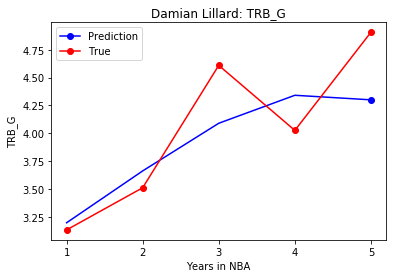 Damian Lillard: TRB_G
Prediction
True
TRB_G
4.75
4.50
4.25
4.00
3.75
3.50
3.25
1 2 3 4 5
Years in NBA